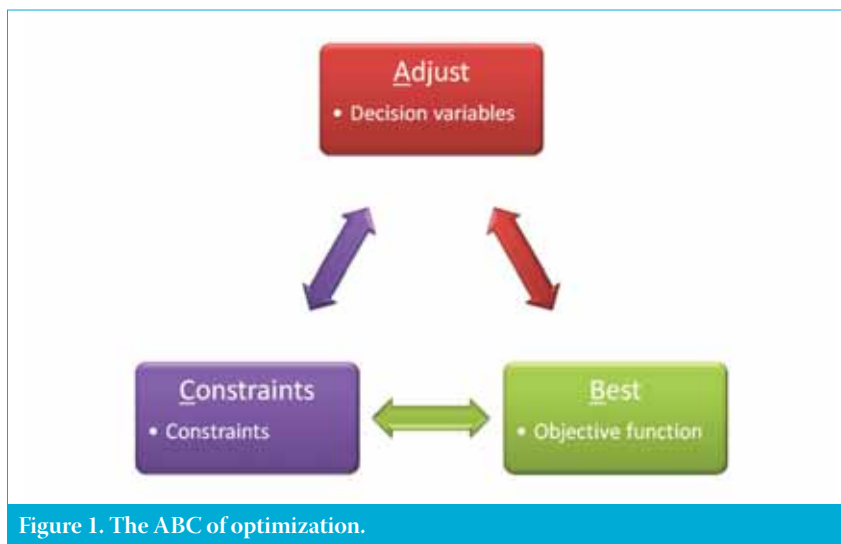 Adjust
• Decision variables
Constraints
• Constraints
Best
• Objective function
Figure 1. The ABC of optimization.